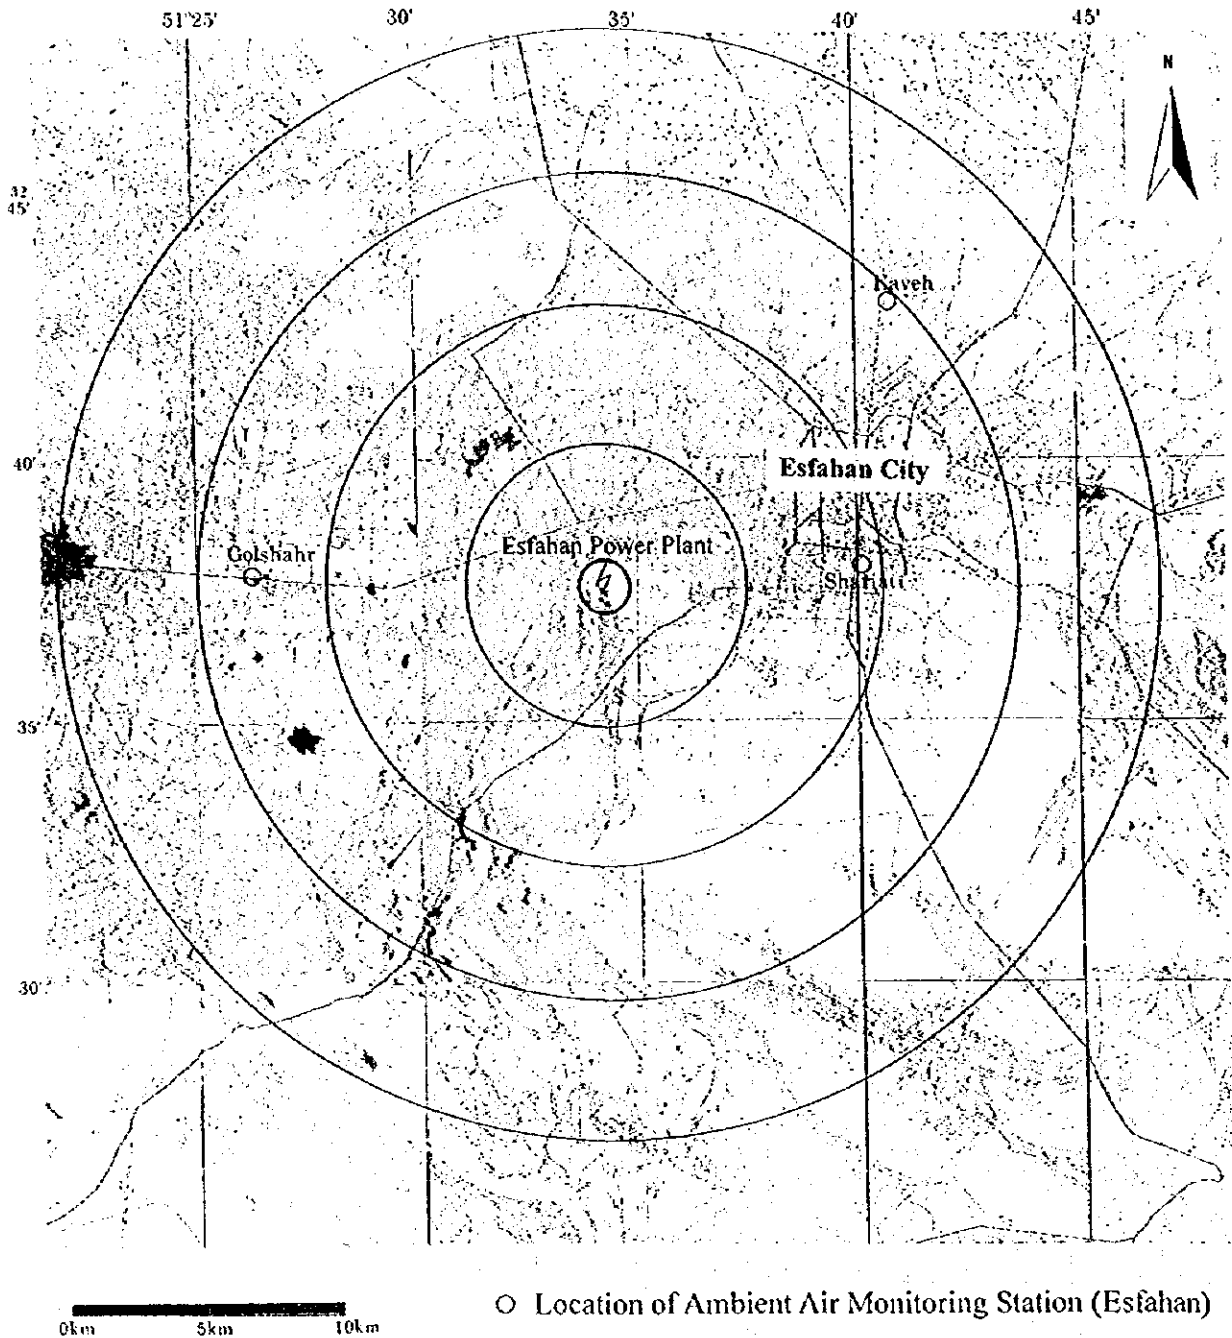 51°25' 30' 35' 40' 45'
N
32
45'
Kaveh
40'
Esfahan City
Esfahan Power Plant
Golshahr
Shariati
35'
30'
0km 5km 10km
○ Location of Ambient Air Monitoring Station (Esfahan)